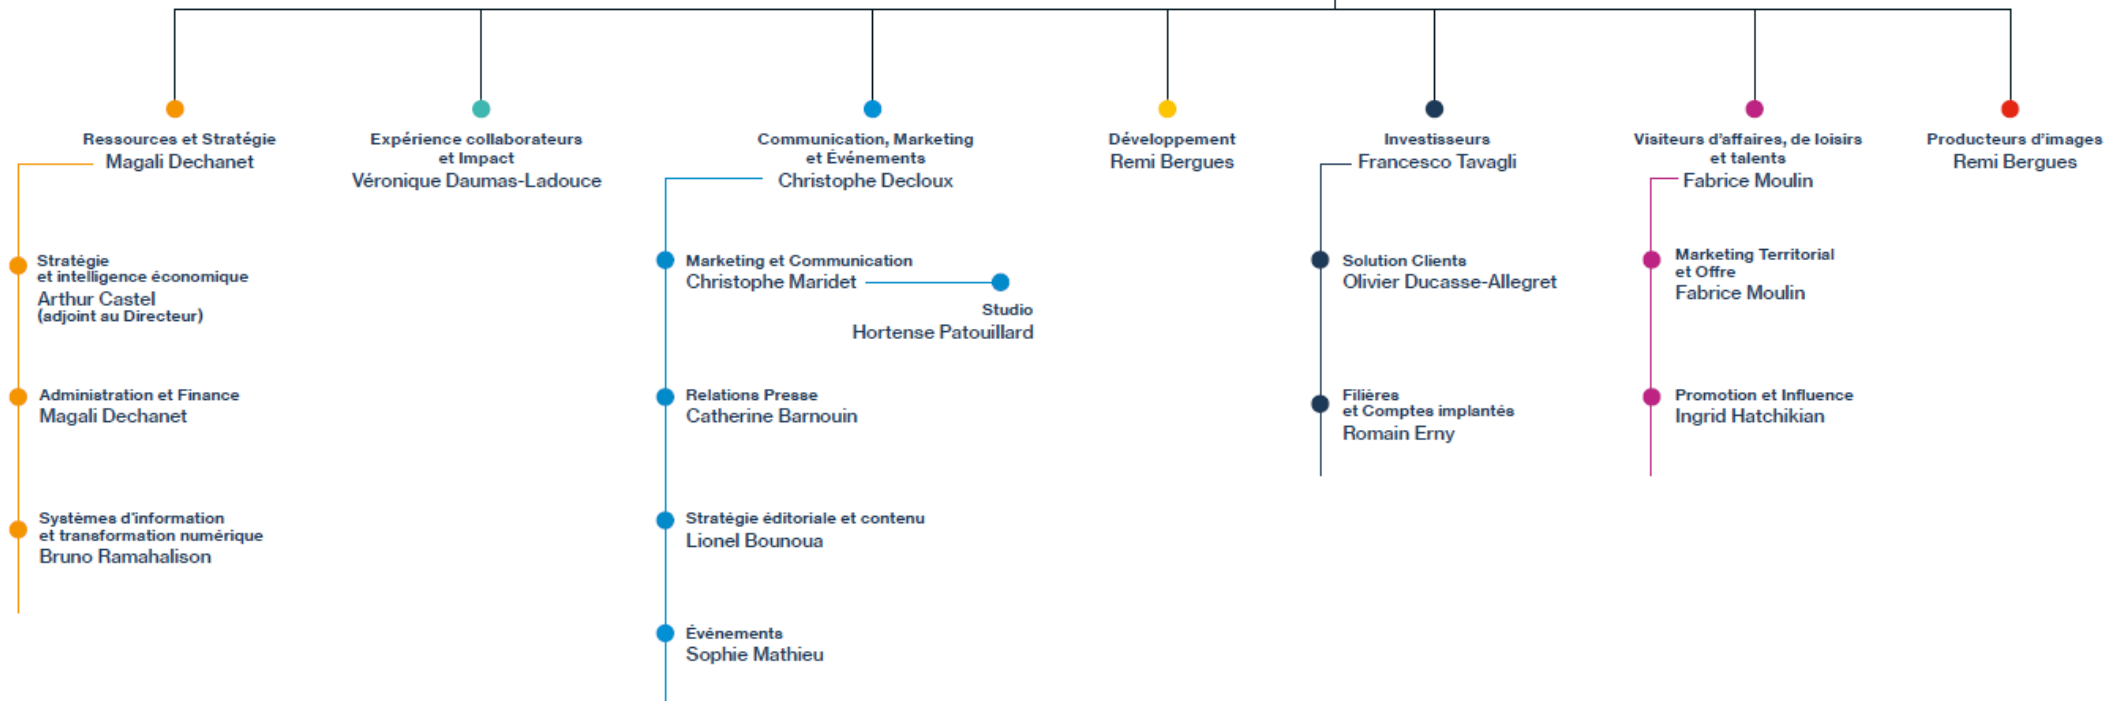 Ressources et Stratégie
Magali Dechanet
Stratégie
et intelligence économique
Arthur Castel
(adjoint au Directeur)
Administration et Finance
Magali Dechanet
Systèmes d'information
et transformation numérique
Bruno Ramahalison
Expérience collaborateurs
et Impact
Véronique Daumas-Ladouce
Communication, Marketing
et Événements
Christophe Decloux
Marketing et Communication
Christophe Maridet
Studio
Hortense Patouillard
Relations Presse
Catherine Barnouin
Stratégie éditoriale et contenu
Lionel Bounoua
Événements
Sophie Mathieu
Développement
Remi Bergues
Investisseurs
Francesco Tavagli
Solution Clients
Olivier Ducasse-Allegret
Filières
et Comptes implantés
Romain Erny
Visiteurs d'affaires, de loisirs
et talents
Fabrice Moulin
Marketing Territorial
et Offre
Fabrice Moulin
Promotion et Influence
Ingrid Hatchikian
Producteurs d'images
Remi Bergues